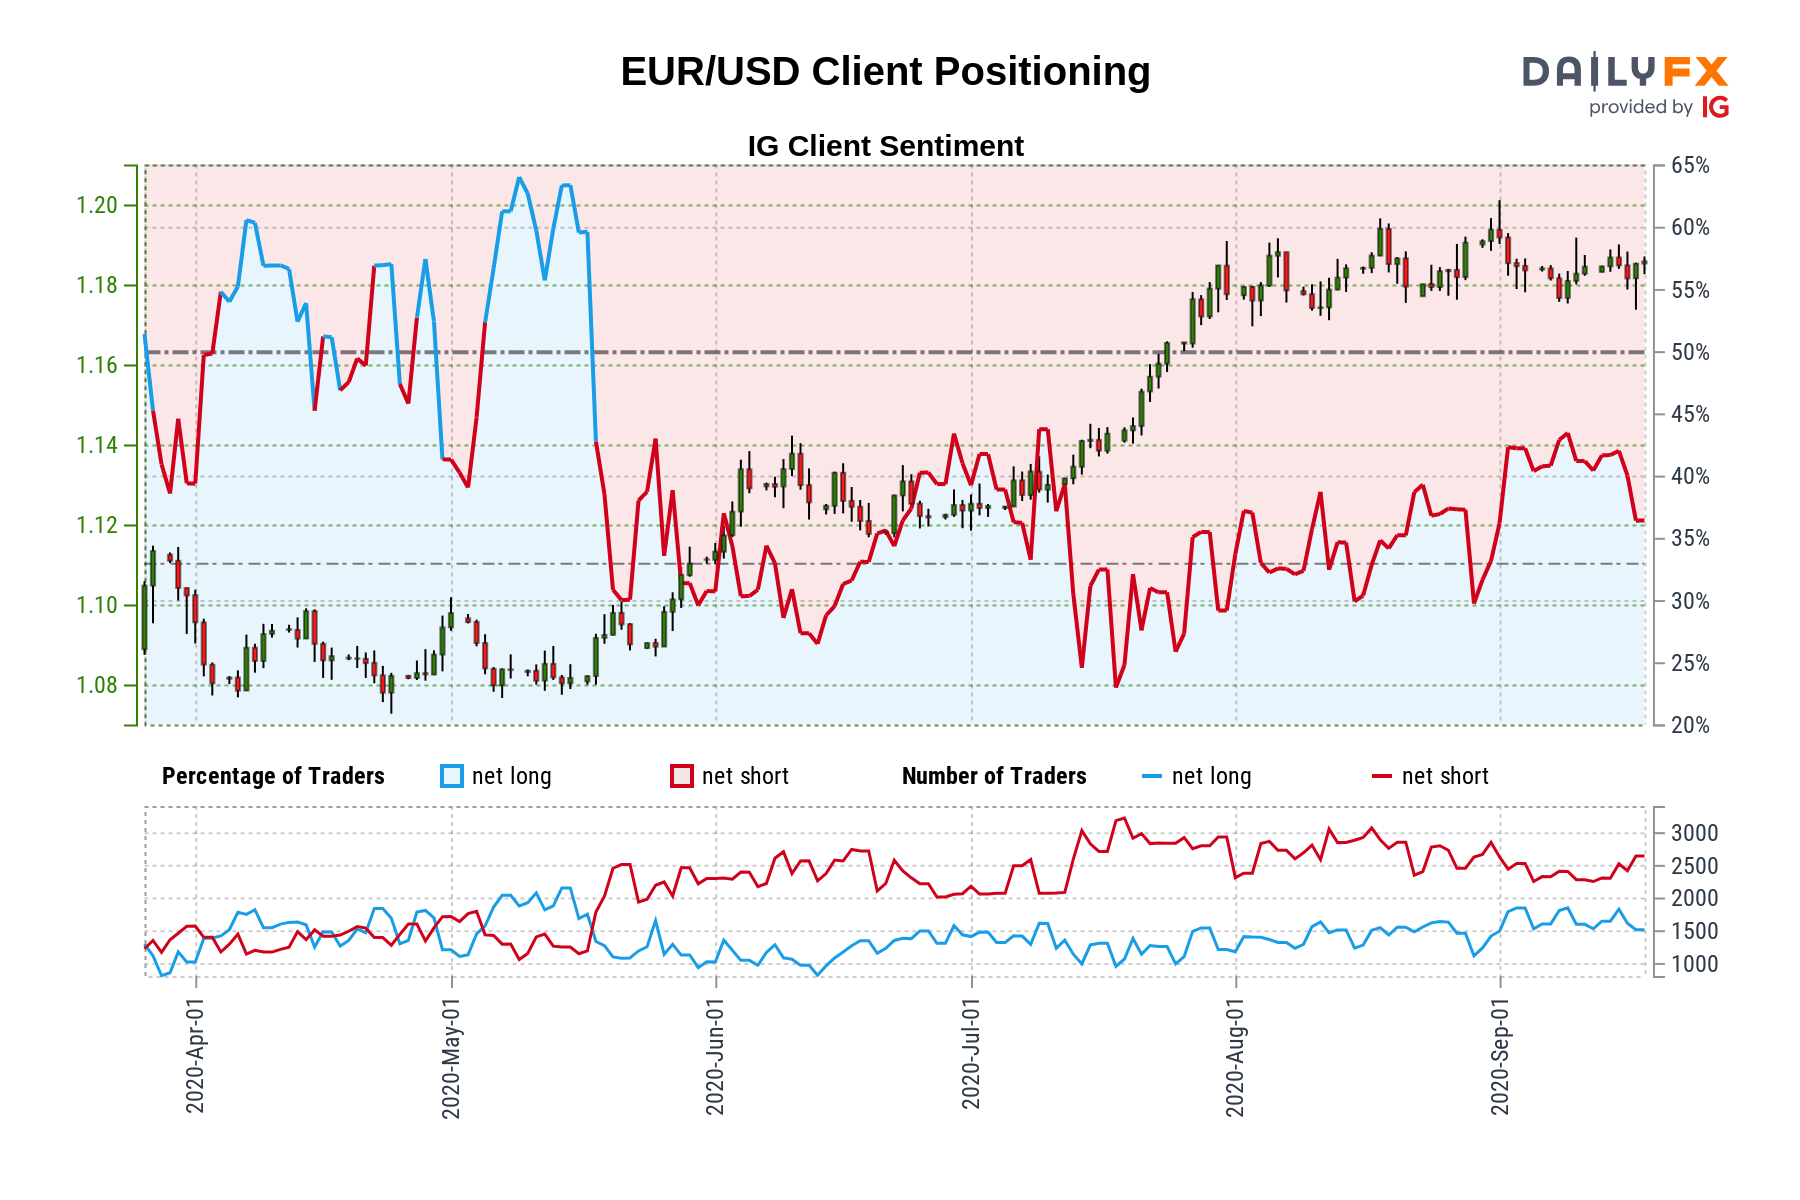 EUR/USD Client Positioning
DAILYFX
provided by IG
IG Client Sentiment
1.20
1.18
1.16
1.14
1.12
1.10
1.08
65%
60%
55%
50%
45%
40%
35%
30%
25%
20%
Percentage of Traders net long net short Number of Traders net long net short
3000
2500
2000
1500
1000
2020-Apr-01
2020-May-01
2020-Jun-01
2020-Jul-01
2020-Aug-01
2020-Sep-01